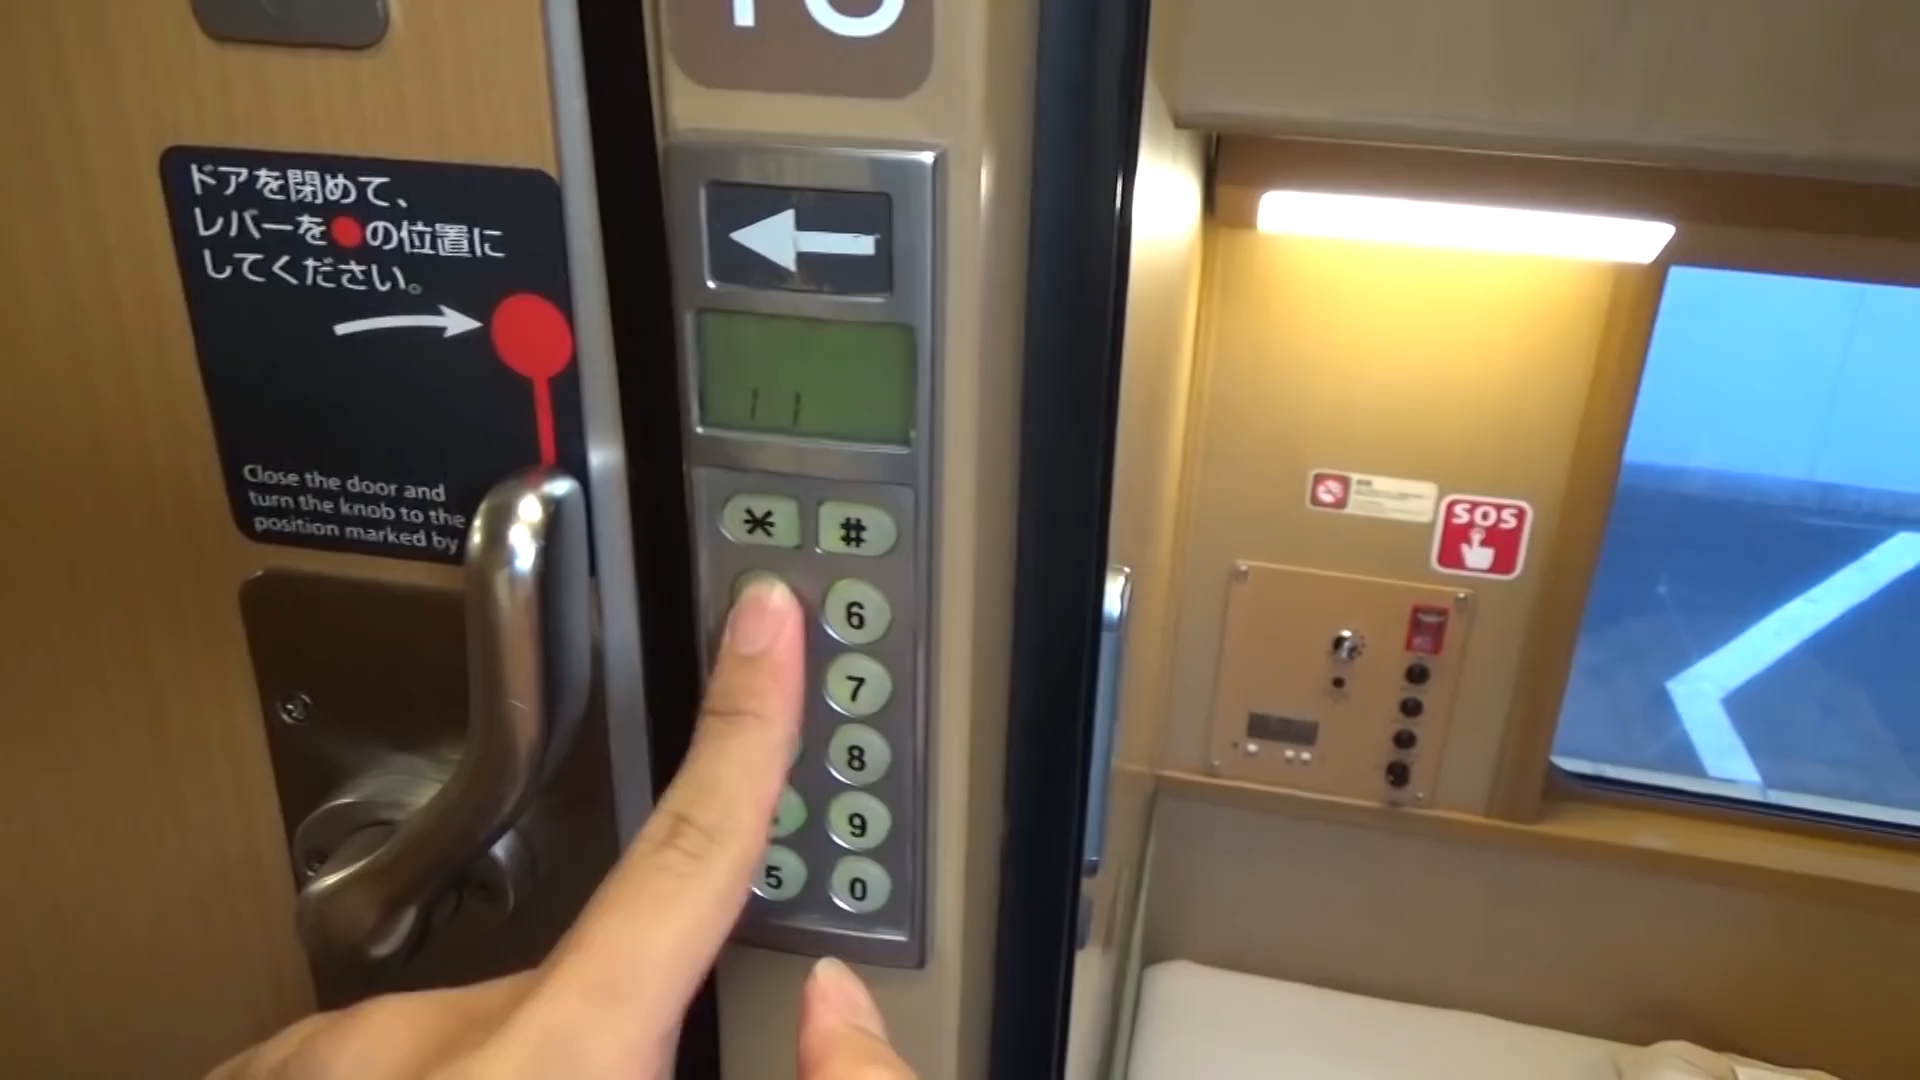 ドアを閉めて、
レバーを●の位置に
してください。
Close the door and
turn the knob to the
position marked by
11
* #
6
7
8
9
5 0
SOS